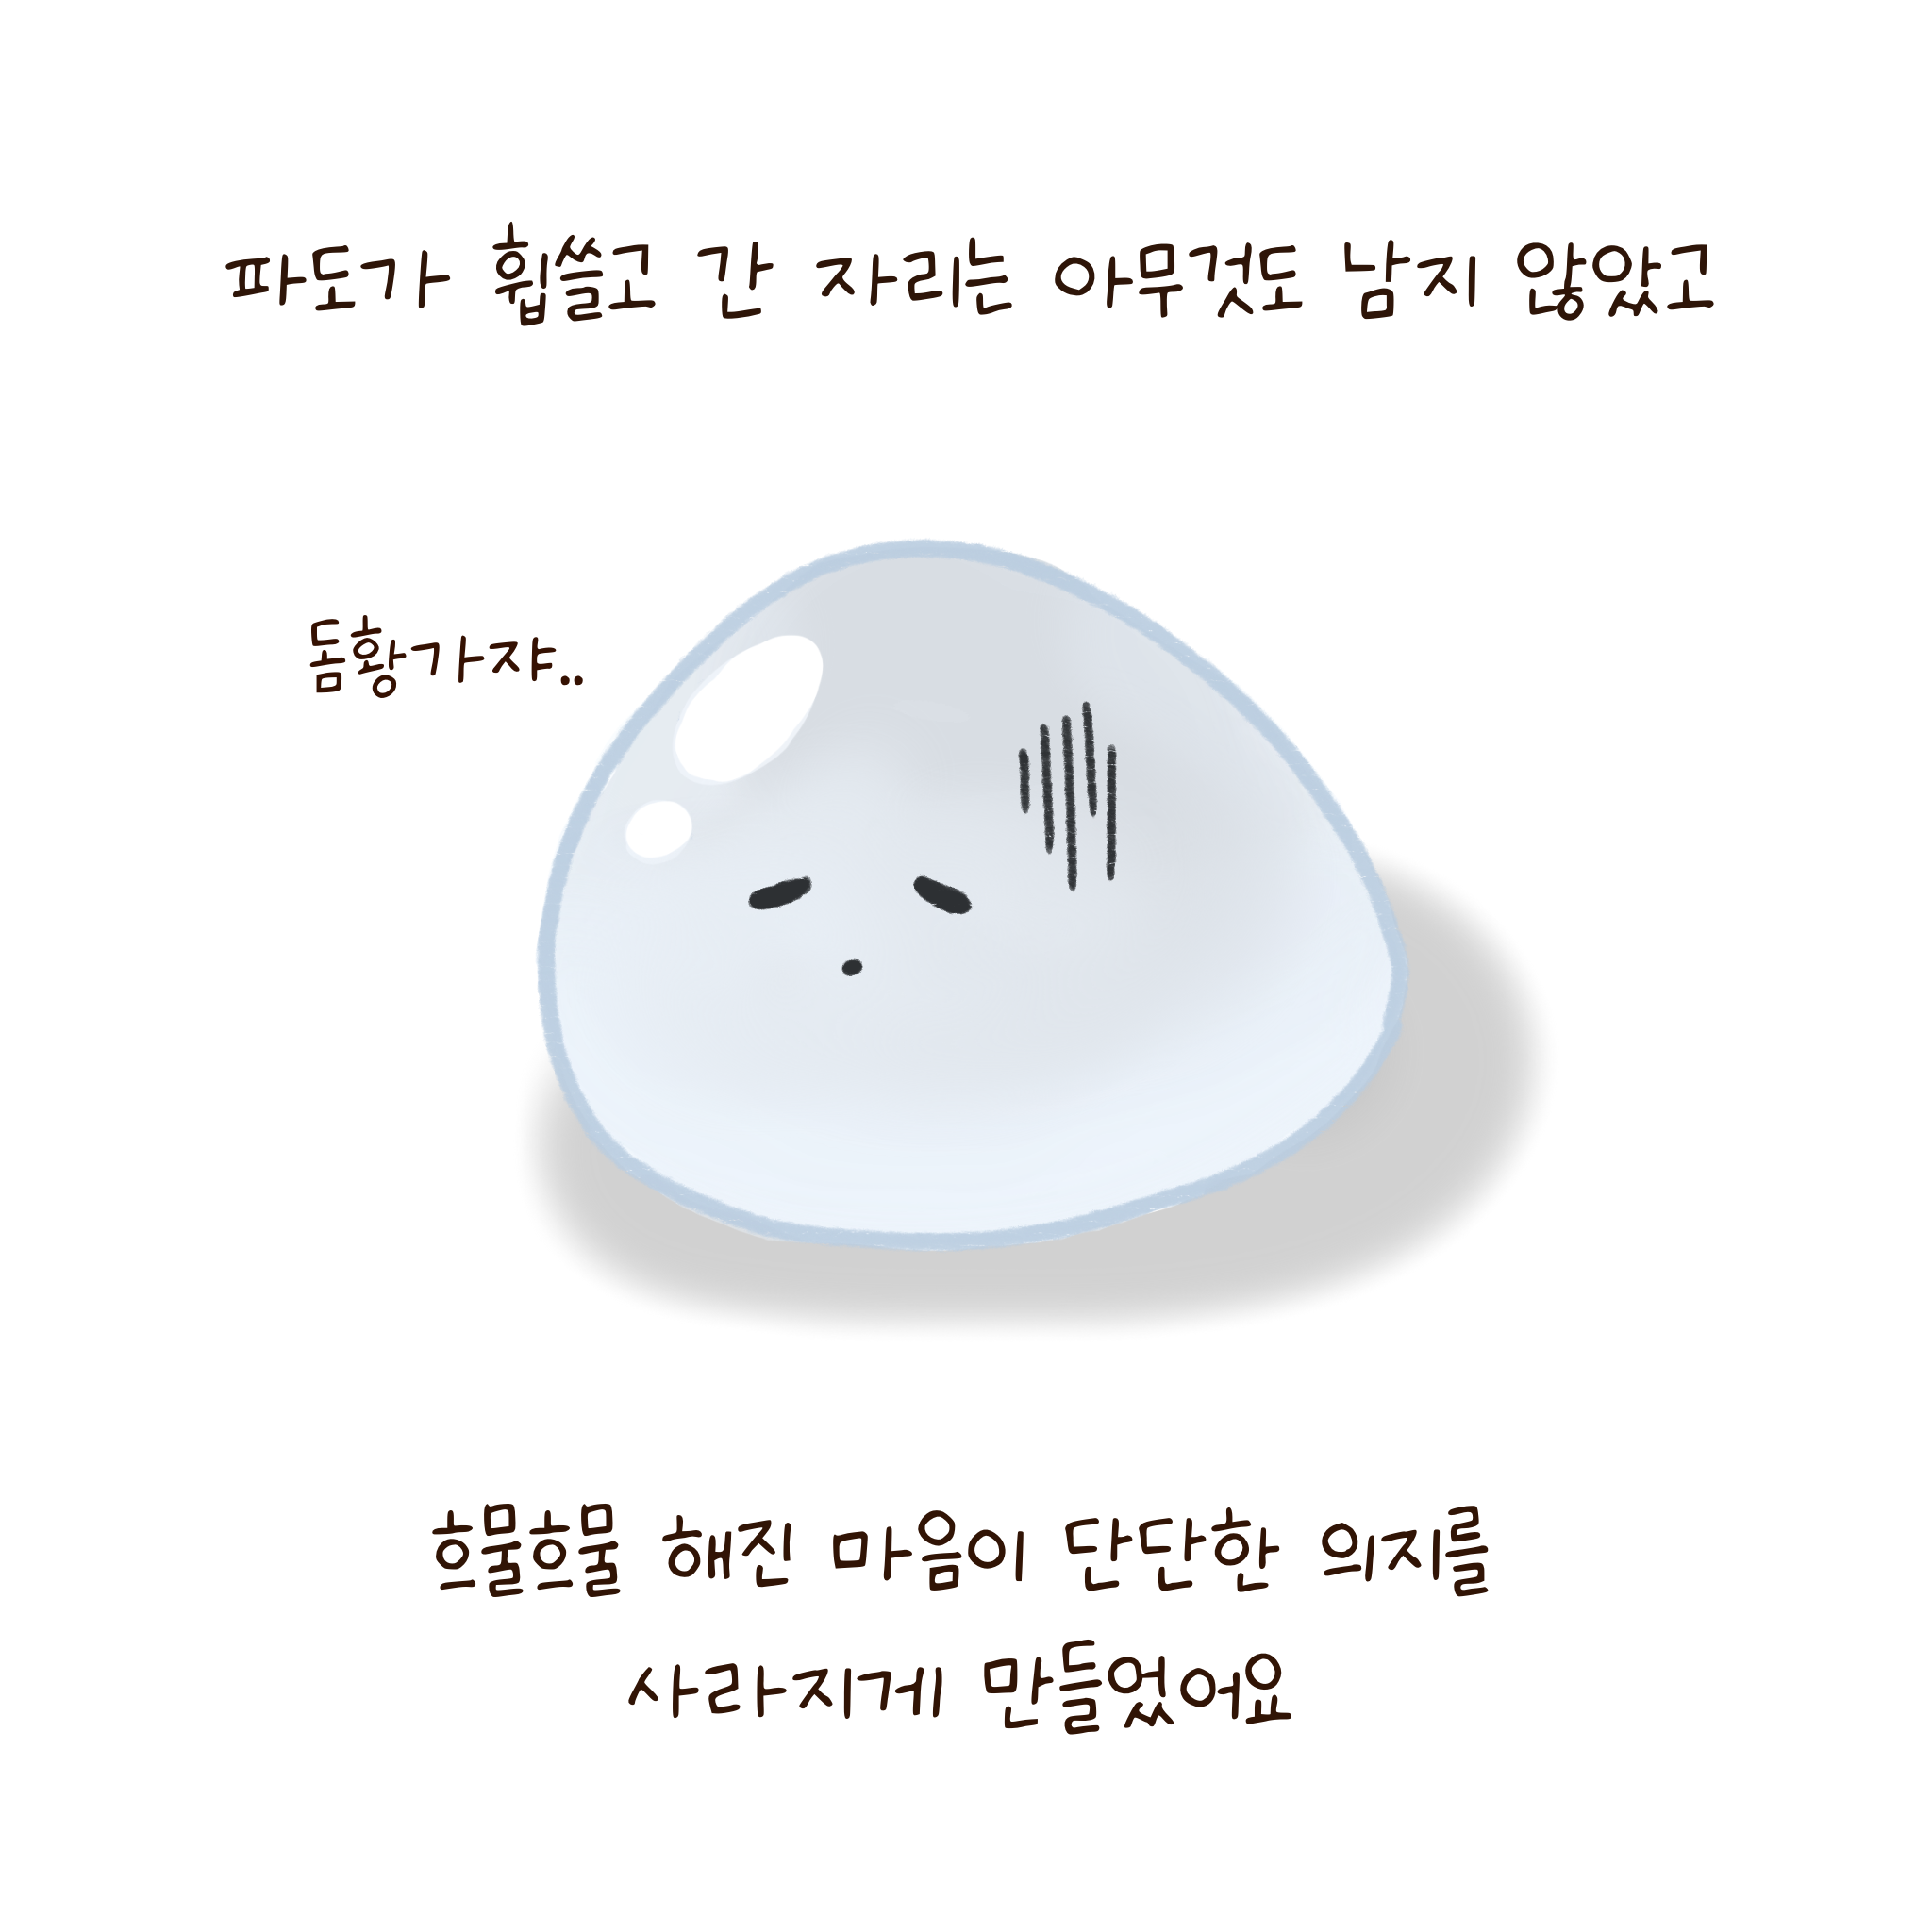 파도가 휩쓸고 간 자리는 아무것도 남지 않았고
돔황가쟈..
흐물흐물 해진 마음이 단단한 의지를
사라지게 만들었어요